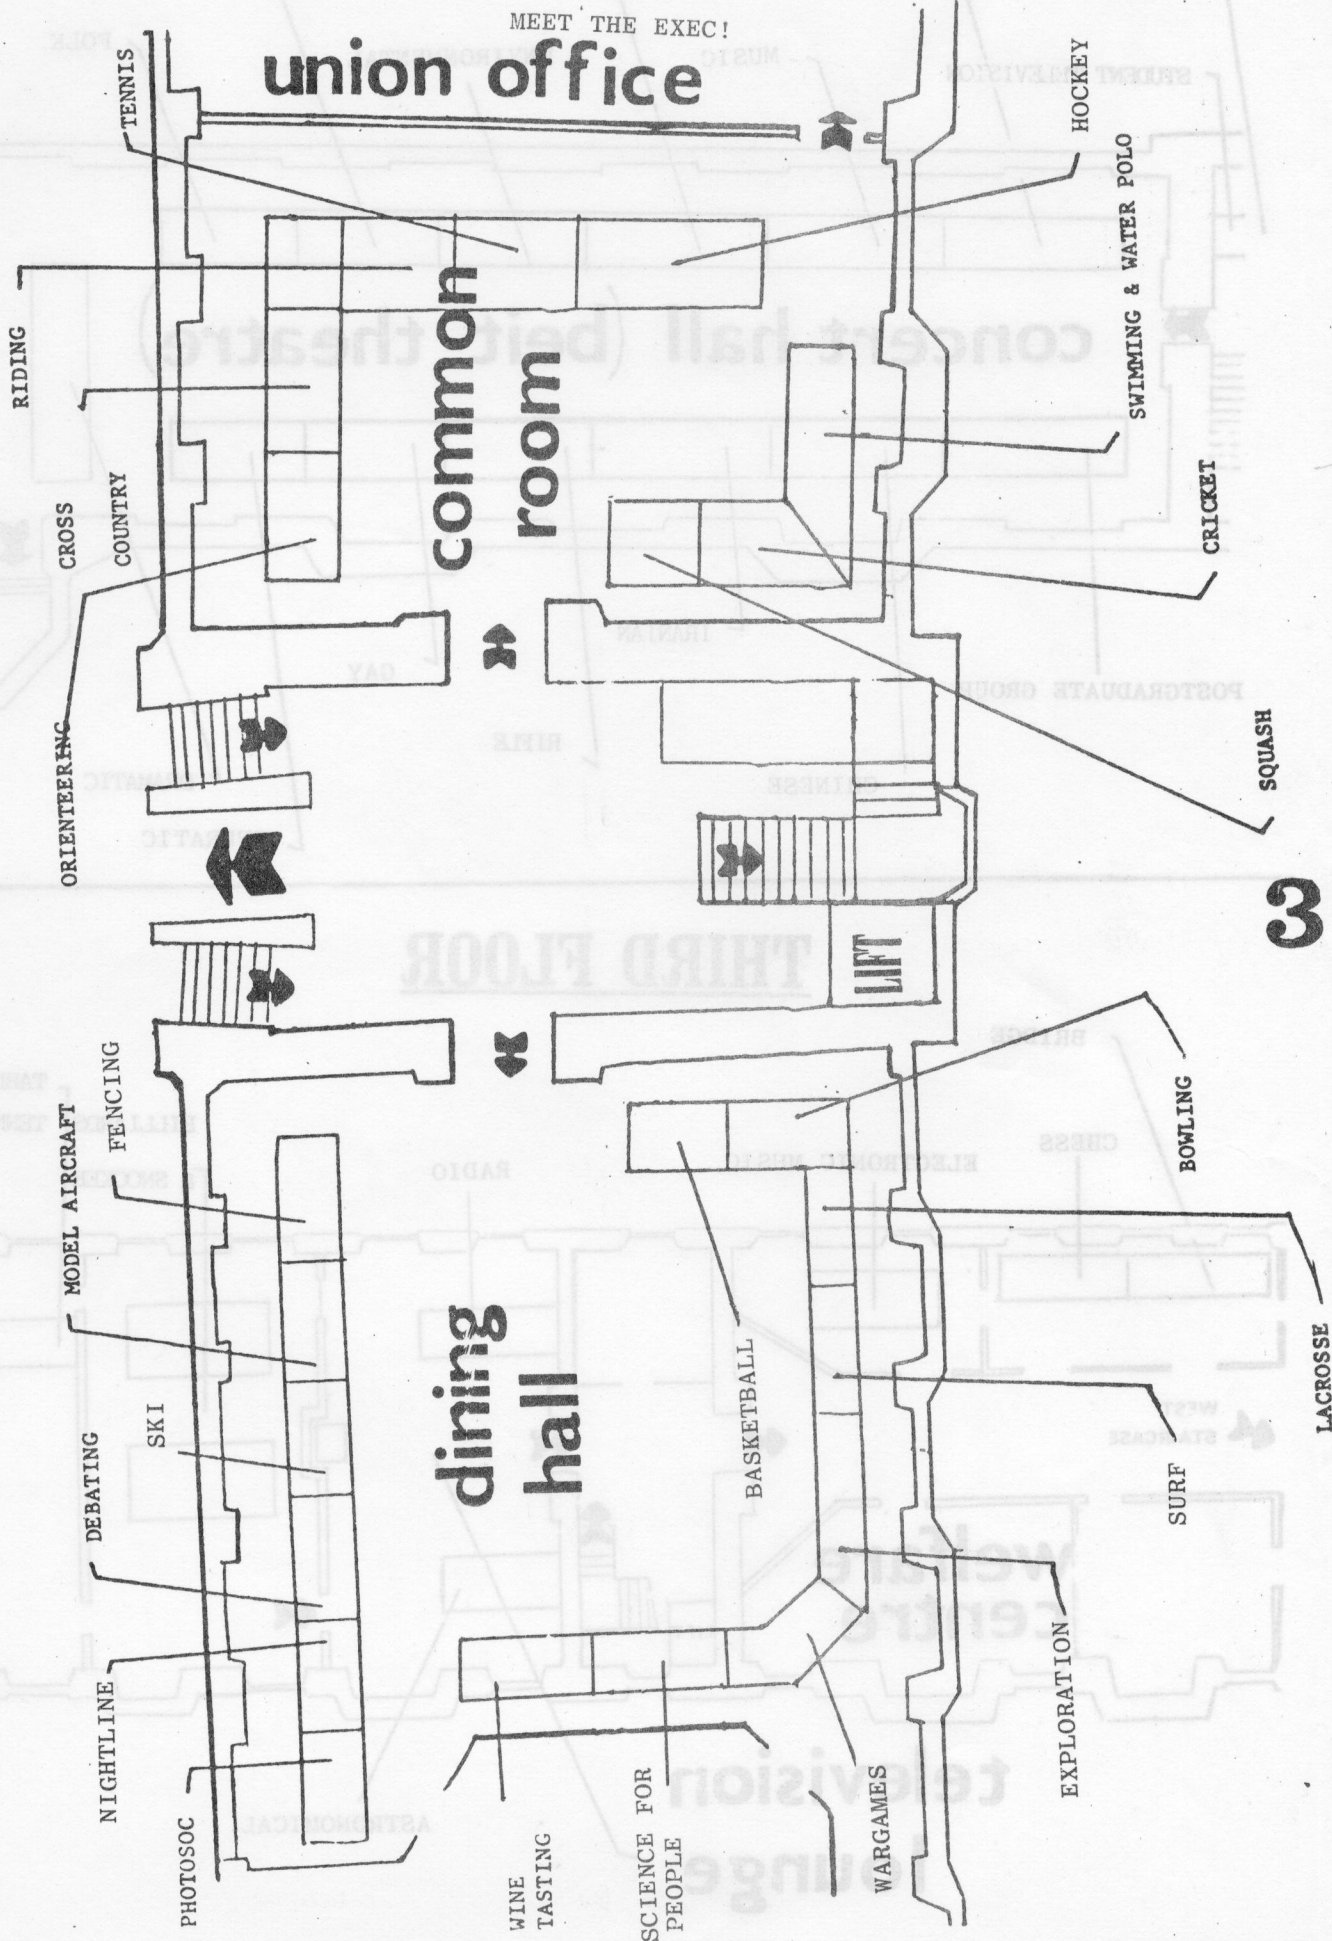 MEET THE EXEC!
union office
TENNIS
HOCKEY
SWIMMING & WATER POLO
RIDING
CROSS
COUNTRY
common
room
CRICKET
ORIENTEERING
SQUASH
3
LIFT
FENCING
MODEL AIRCRAFT
BOWLING
SKI
DEBATING
dining
hall
BASKETBALL
LACROSSE
SURF
NIGHTLINE
PHOTOSOC
WINE
TASTING
SCIENCE FOR
PEOPLE
WARGAMES
EXPLORATION
FOLK
MUSIC
STUDENT TELEVISION
concert hall (beit theatre)
IRANIAN
GAY
POSTGRADUATE GROUP
RIFLE
CHINESE
THIRD FLOOR
BRIDGE
CHESS
ELECTRONIC MUSIC
RADIO
WEST
STAIRCASE
welfare
centre
television
lounge
ASTRONOMICAL